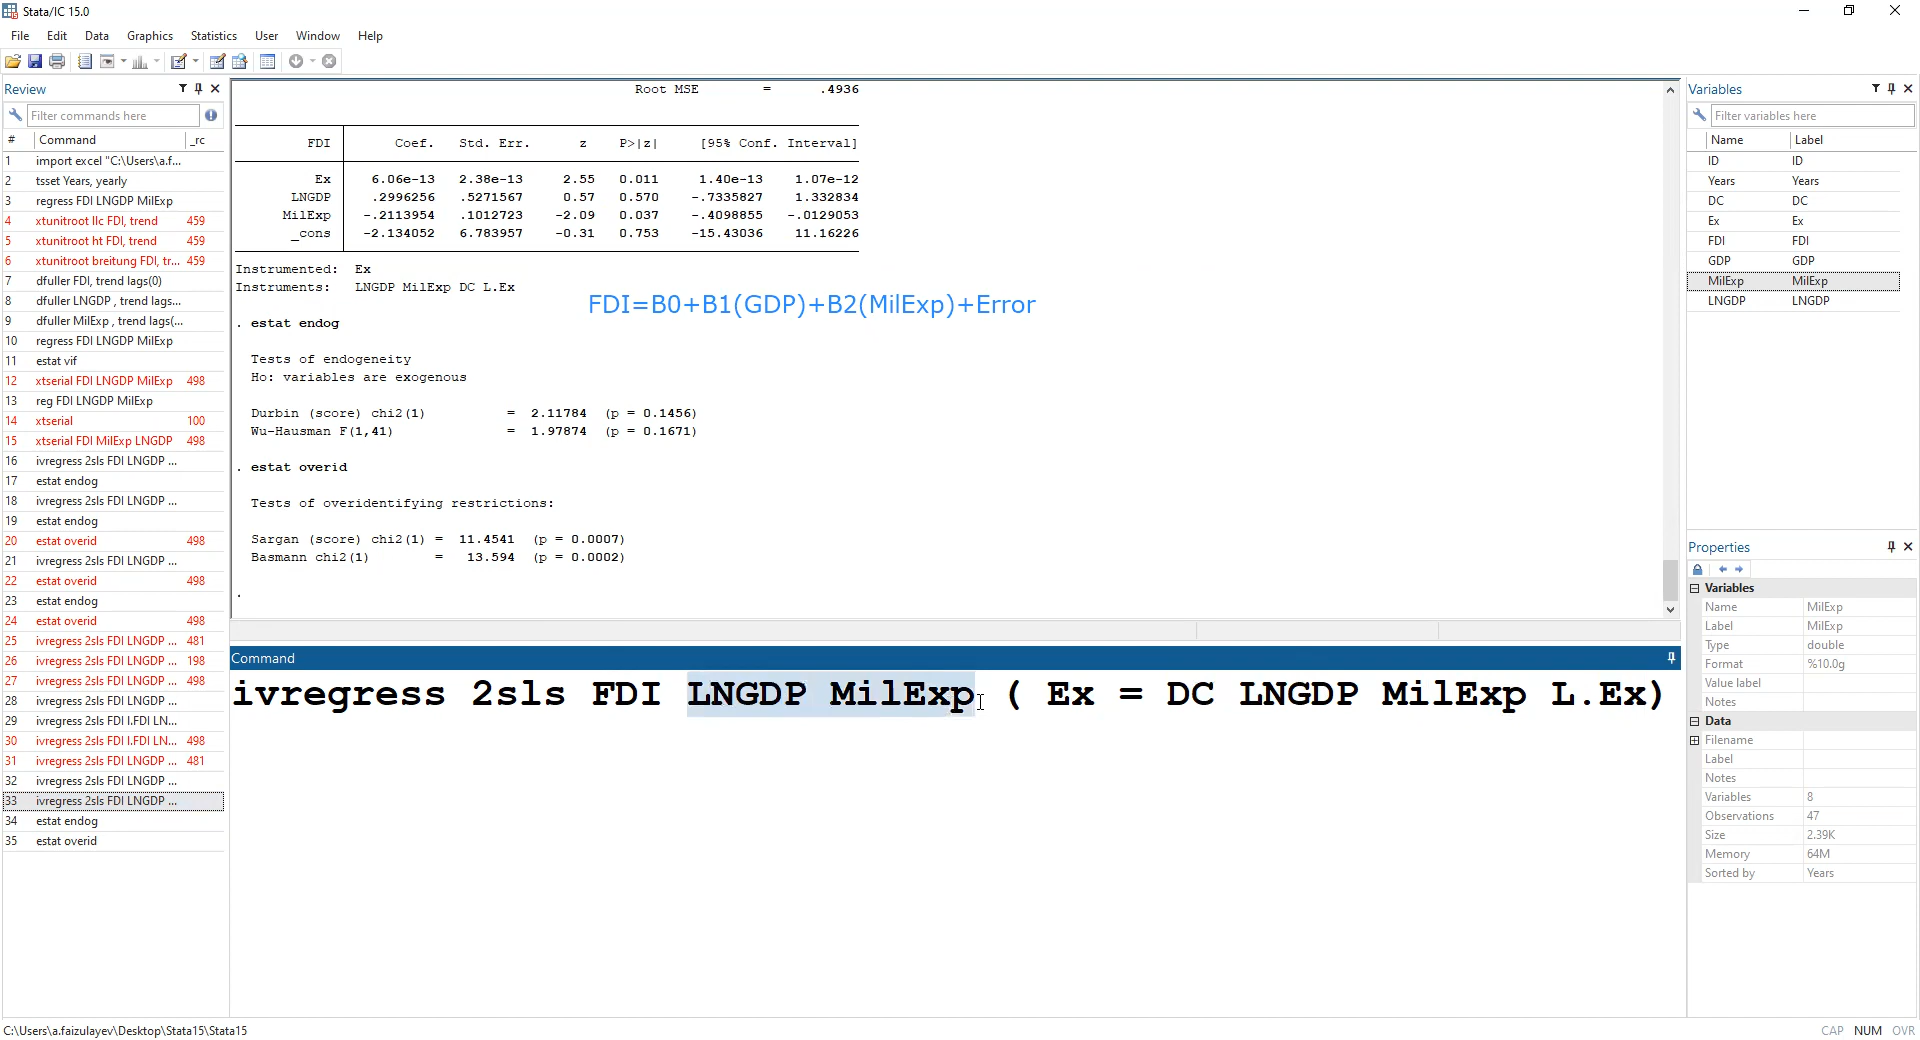 Stata/IC 15.0
File Edit Data Graphics Statistics User Window Help
Review
Filter commands here
# Command _rc
1 import excel "C:\Users\a.f...
2 tsset Years, yearly
3 regress FDI LNGDP MilExp
4 xtunitroot llc FDI, trend 459
5 xtunitroot ht FDI, trend 459
6 xtunitroot breitung FDI, tr... 459
7 dfuller FDI, trend lags(0)
8 dfuller LNGDP , trend lags...
9 dfuller MilExp , trend lags(...
10 regress FDI LNGDP MilExp
11 estat vif
12 xtserial FDI LNGDP MilExp 498
13 reg FDI LNGDP MilExp
14 xtserial 100
15 xtserial FDI MilExp LNGDP 498
16 ivregress 2sls FDI LNGDP ...
17 estat endog
18 ivregress 2sls FDI LNGDP ...
19 estat endog
20 estat overid 498
21 ivregress 2sls FDI LNGDP ...
22 estat overid 498
23 estat endog
24 estat overid 498
25 ivregress 2sls FDI LNGDP ... 481
26 ivregress 2sls FDI LNGDP ... 198
27 ivregress 2sls FDI LNGDP ... 498
28 ivregress 2sls FDI LNGDP ...
29 ivregress 2sls FDI l.FDI LN...
30 ivregress 2sls FDI l.FDI LN... 498
31 ivregress 2sls FDI LNGDP ... 481
32 ivregress 2sls FDI LNGDP ...
33 ivregress 2sls FDI LNGDP ...
34 estat endog
35 estat overid
Root MSE = .4936
FDI Coef. Std. Err. z P>|z| [95% Conf. Interval]
Ex 6.06e-13 2.38e-13 2.55 0.011 1.40e-13 1.07e-12
LNGDP .2996256 .5271567 0.57 0.570 -.7335827 1.332834
MilExp -.2113954 .1012723 -2.09 0.037 -.4098855 -.0129053
_cons -2.134052 6.783957 -0.31 0.753 -15.43036 11.16226
Instrumented: Ex
Instruments: LNGDP MilExp DC L.Ex
FDI=B0+B1(GDP)+B2(MilExp)+Error
. estat endog
Tests of endogeneity
Ho: variables are exogenous
Durbin (score) chi2(1) = 2.11784 (p = 0.1456)
Wu-Hausman F(1,41) = 1.97874 (p = 0.1671)
. estat overid
Tests of overidentifying restrictions:
Sargan (score) chi2(1) = 11.4541 (p = 0.0007)
Basmann chi2(1) = 13.594 (p = 0.0002)
.
Command
ivregress 2sls FDI LNGDP MilExp ( Ex = DC LNGDP MilExp L.Ex)
Variables
Filter variables here
Name Label
ID ID
Years Years
DC DC
Ex Ex
FDI FDI
GDP GDP
MilExp MilExp
LNGDP LNGDP
Properties
Variables
Name MilExp
Label MilExp
Type double
Format %10.0g
Value label
Notes
Data
Filename
Label
Notes
Variables 8
Observations 47
Size 2.39K
Memory 64M
Sorted by Years
C:\Users\a.faizulayev\Desktop\Stata15\Stata15
CAP NUM OVR